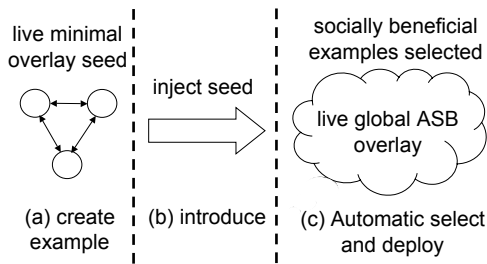 live minimal
overlay seed
(a) create
example
inject seed
(b) introduce
socially beneficial
examples selected
live global ASB
overlay
(c) Automatic select
and deploy